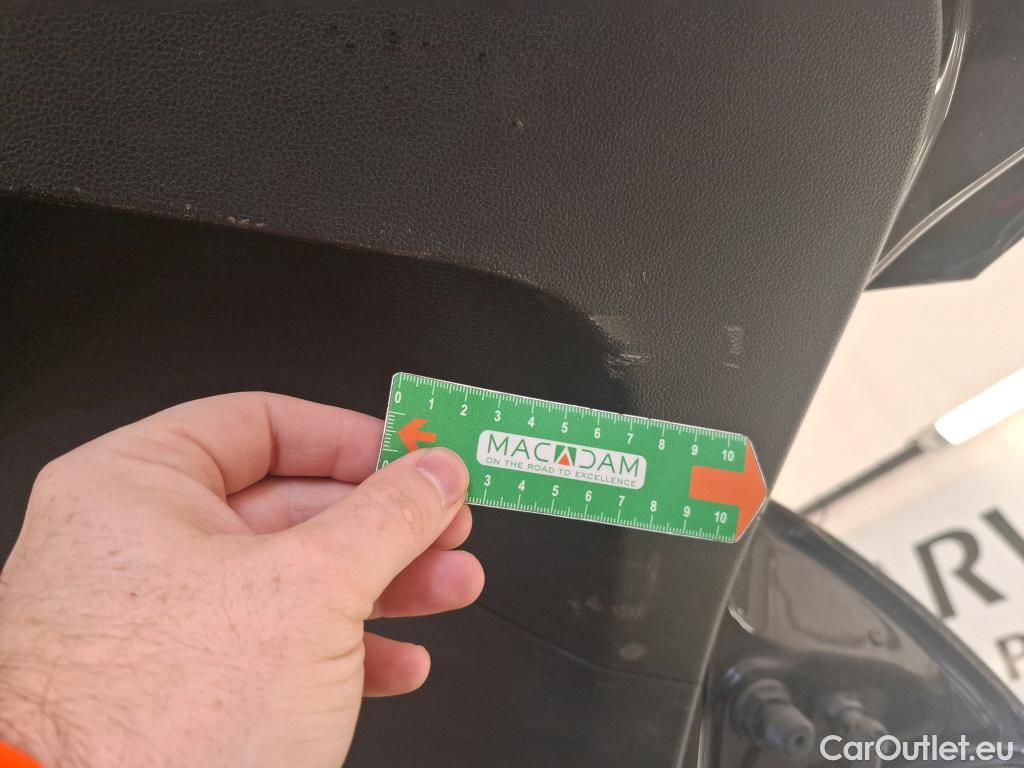 0 1 2 3 4 5 6 7 8 9 10
MACADAM
ON THE ROAD TO EXCELLENCE
0 3 4 5 6 7 8 9 10
CarOutlet.eu